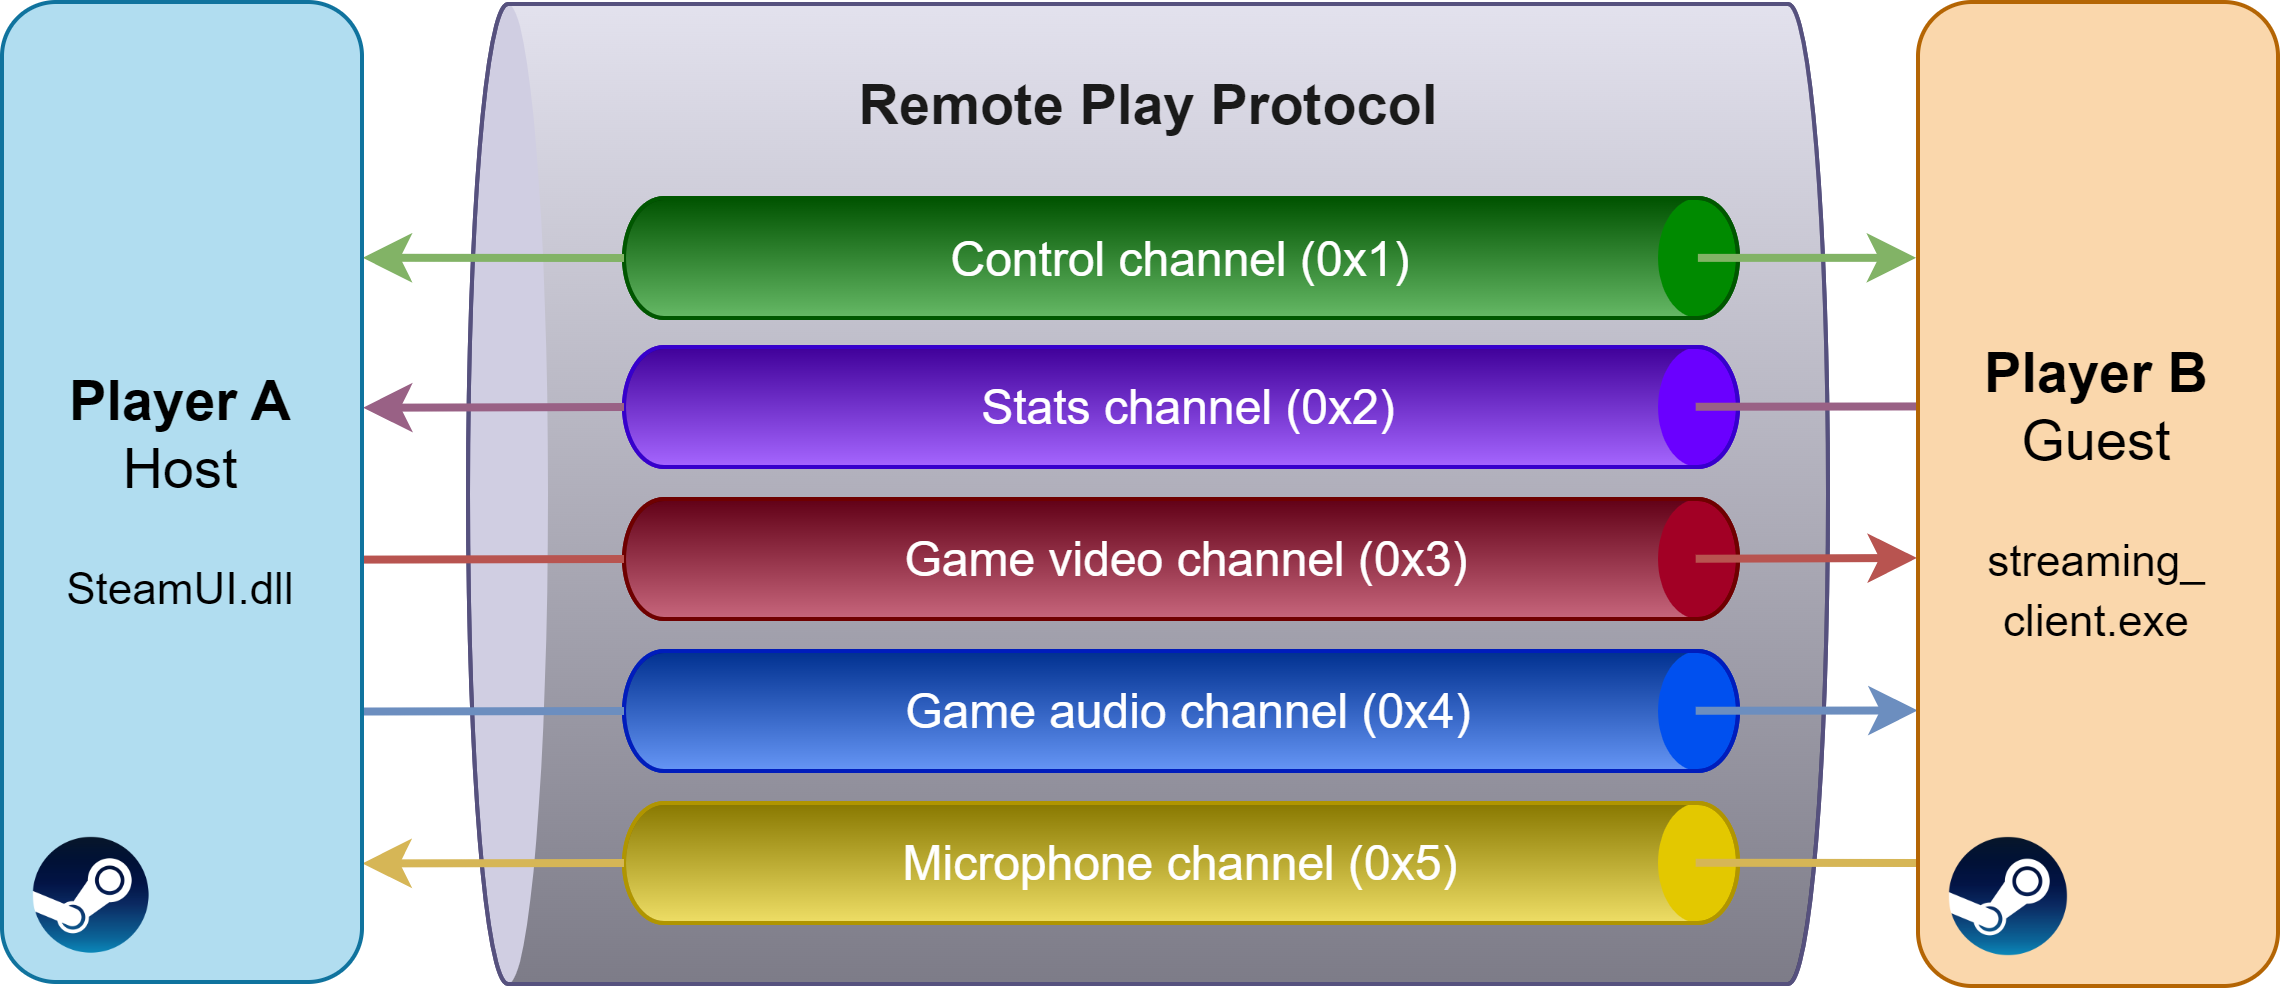 Remote Play Protocol
Player A
Host
SteamUI.dll
Control channel (0x1)
Stats channel (0x2)
Game video channel (0x3)
Game audio channel (0x4)
Microphone channel (0x5)
Player B
Guest
streaming_
client.exe